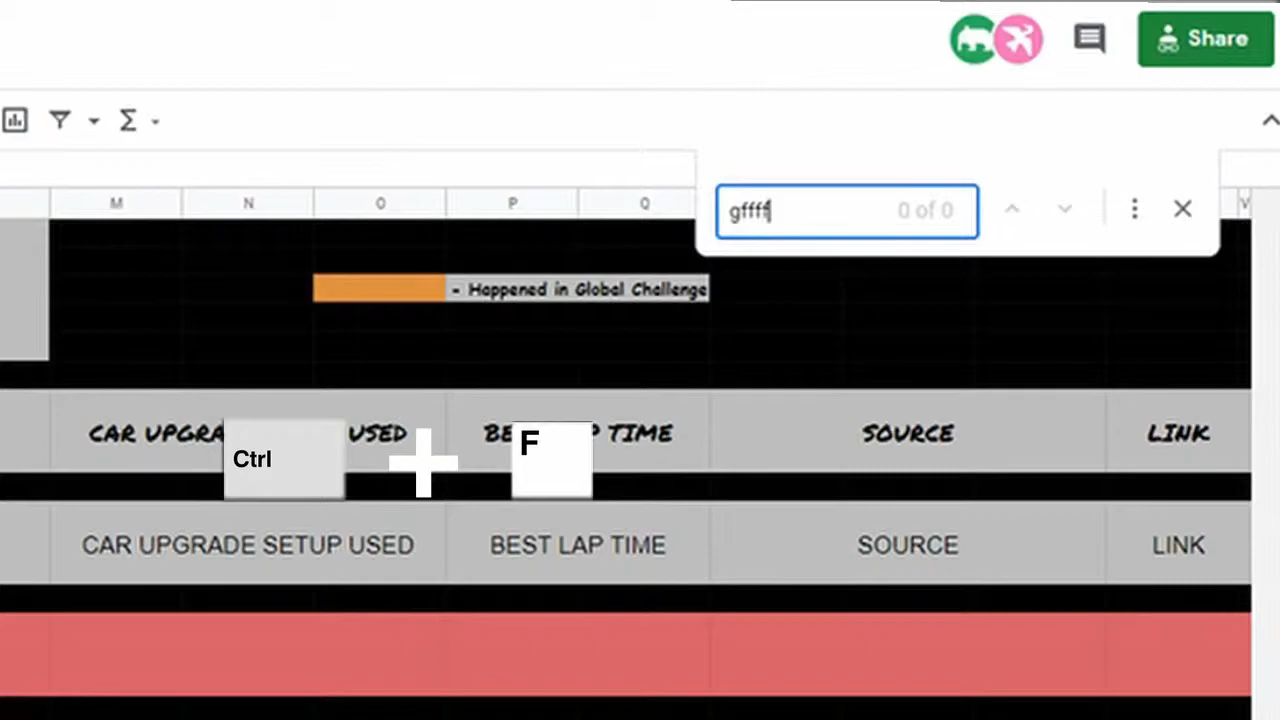 Share
M N O P Q V
gffff 0 of 0
- Happened in Global Challenge
CAR UPGRA USED BE P TIME SOURCE LINK
Ctrl + F
CAR UPGRADE SETUP USED BEST LAP TIME SOURCE LINK